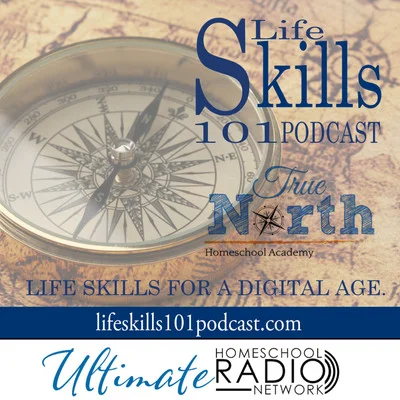 Life
Skills
101 PODCAST
True
North
Homeschool Academy
LIFE SKILLS FOR A DIGITAL AGE.
lifeskills101podcast.com
Ultimate HOMESCHOOL
RADIO
NETWORK